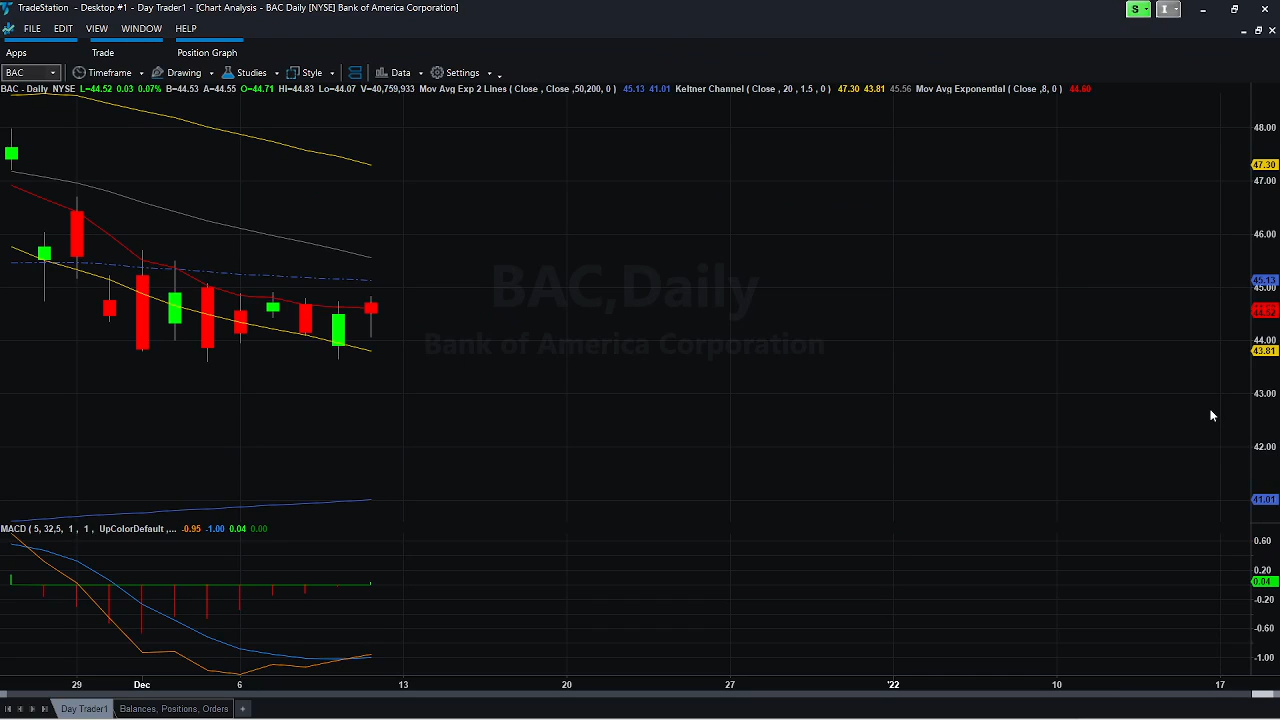 TradeStation - Desktop #1 - Day Trader1 - [Chart Analysis - BAC Daily [NYSE] Bank of America Corporation]
S
I
FILE EDIT VIEW WINDOW HELP
Apps Trade Position Graph
BAC Timeframe Drawing Studies Style Data Settings
BAC - Daily NYSE L=44.52 0.03 0.07% B=44.53 A=44.55 O=44.71 Hi=44.83 Lo=44.07 V=40,759,933 Mov Avg Exp 2 Lines ( Close , Close ,50,200, 0 ) 45.13 41.01 Keltner Channel ( Close , 20 , 1.5 , 0 ) 47.30 43.81 45.56 Mov Avg Exponential ( Close ,8, 0 ) 44.60
48.00
47.30
47.00
46.00
45.13
45.00
44.52
44.00
43.81
43.00
42.00
41.01
BAC,Daily
Bank of America Corporation
MACD ( 5, 32,5, 1 , 1 , UpColorDefault ,... -0.95 -1.00 0.04 0.00
0.60
0.20
0.04
-0.20
-0.60
-1.00
29 Dec 6 13 20 27 '22 10 17
Day Trader1 Balances, Positions, Orders +